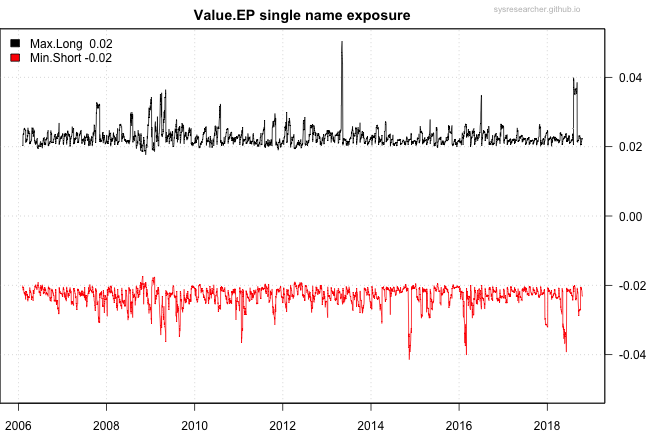 Value.EP single name exposure
sysresearcher.github.io
Max.Long 0.02
Min.Short -0.02
0.04
0.02
0.00
-0.02
-0.04
2006 2008 2010 2012 2014 2016 2018